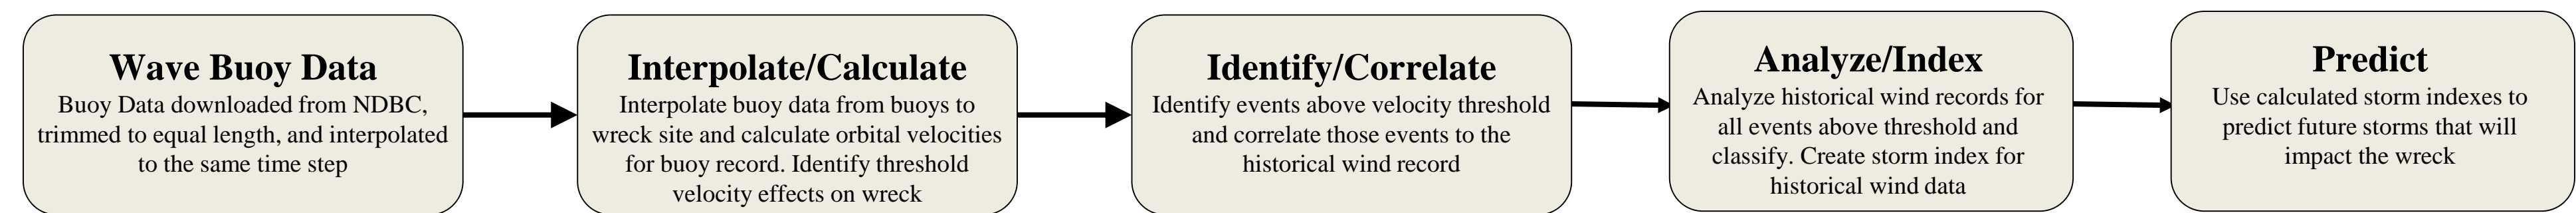 Wave Buoy Data
Buoy Data downloaded from NDBC,
trimmed to equal length, and interpolated
to the same time step
Interpolate/Calculate
Interpolate buoy data from buoys to
wreck site and calculate orbital velocities
for buoy record. Identify threshold
velocity effects on wreck
Identify/Correlate
Identify events above velocity threshold
and correlate those events to the
historical wind record
Analyze/Index
Analyze historical wind records for
all events above threshold and
classify. Create storm index for
historical wind data
Predict
Use calculated storm indexes to
predict future storms that will
impact the wreck